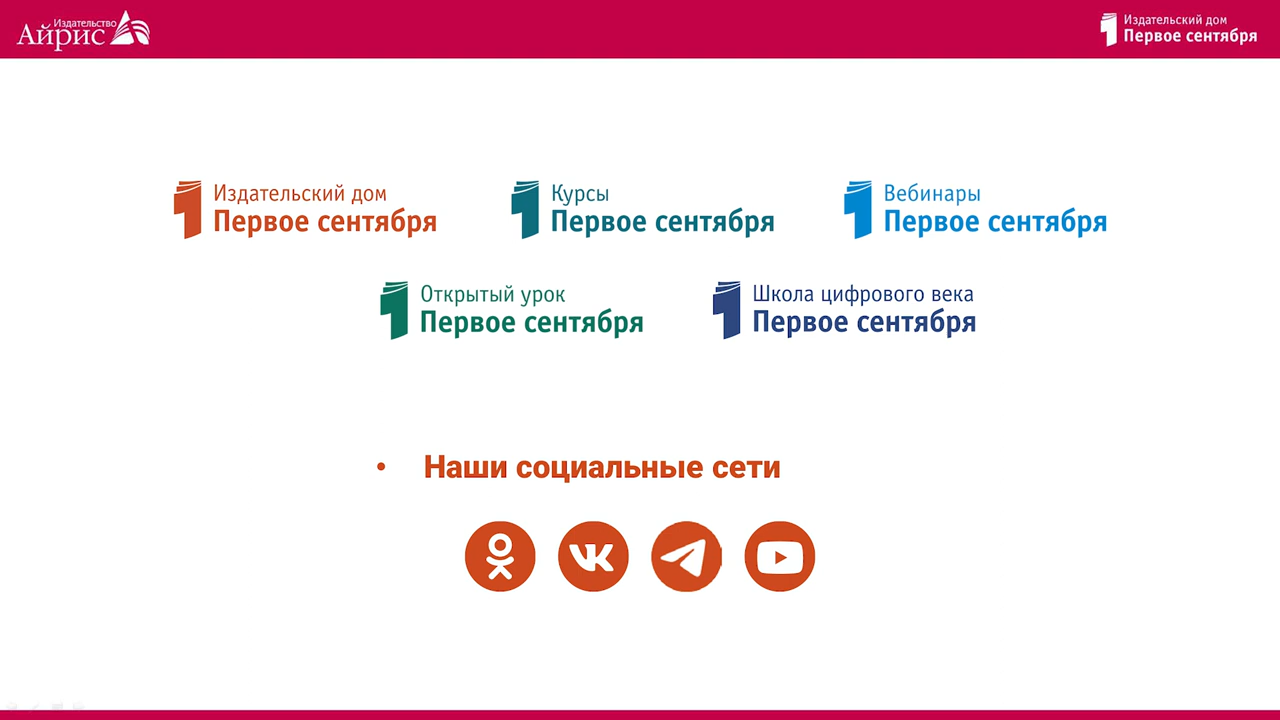 Издательство
Айрис
Издательский дом
Первое сентября
Издательский дом
Первое сентября
Курсы
Первое сентября
Вебинары
Первое сентября
Открытый урок
Первое сентября
Школа цифрового века
Первое сентября
• Наши социальные сети